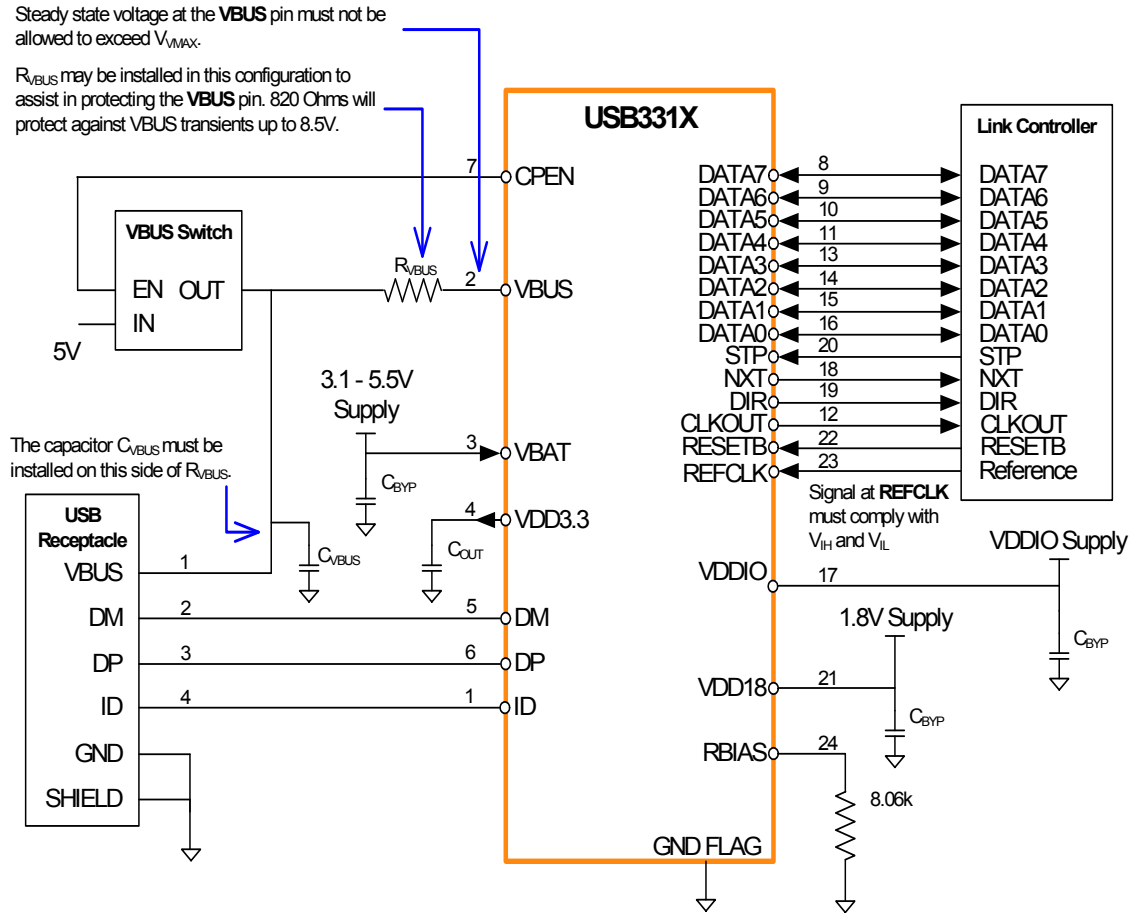 Steady state voltage at the VBUS pin must not be
allowed to exceed VVMAX.
RVBUS may be installed in this configuration to
assist in protecting the VBUS pin. 820 Ohms will
protect against VBUS transients up to 8.5V.
USB331X
Link Controller
7
CPEN
VBUS Switch
EN OUT
IN
5V
RVBUS
2
VBUS
3.1 - 5.5V
Supply
3
VBAT
CBYP
4
VDD3.3
COUT
The capacitor CVBUS must be
installed on this side of RVBUS.
CVBUS
USB
Receptacle
VBUS 1
DM 2 5 DM
DP 3 6 DP
ID 4 1 ID
GND
SHIELD
DATA7 8 DATA7
DATA6 9 DATA6
DATA5 10 DATA5
DATA4 11 DATA4
DATA3 13 DATA3
DATA2 14 DATA2
DATA1 15 DATA1
DATA0 16 DATA0
STP 20 STP
NXT 18 NXT
DIR 19 DIR
CLKOUT 12 CLKOUT
RESETB 22 RESETB
REFCLK 23 Reference
Signal at REFCLK
must comply with
VIH and VIL
VDDIO Supply
VDDIO 17
CBYP
1.8V Supply
VDD18 21
CBYP
RBIAS 24
8.06k
GND FLAG